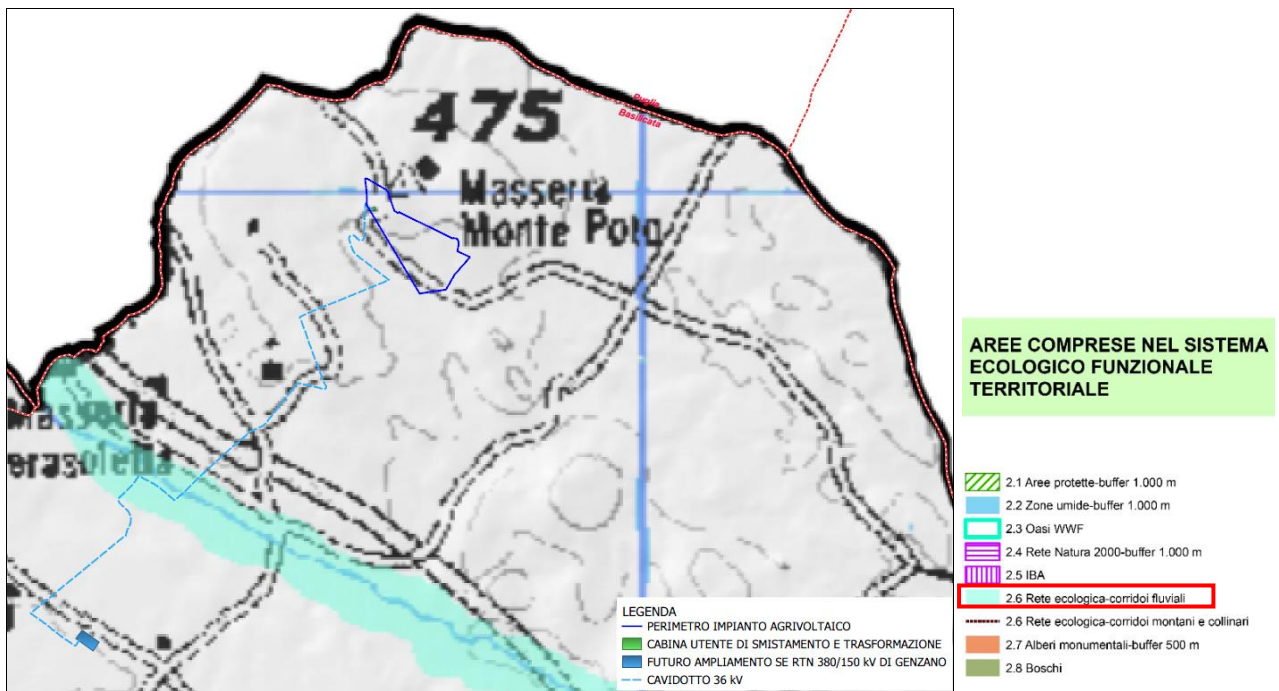 Puglia
Basilicata
475
Masseria
Monte Poto
Masseria
LEGENDA
PERIMETRO IMPIANTO AGRIVOLTAICO
CABINA UTENTE DI SMISTAMENTO E TRASFORMAZIONE
FUTURO AMPLIAMENTO SE RTN 380/150 kV DI GENZANO
CAVIDOTTO 36 kV
AREE COMPRESE NEL SISTEMA
ECOLOGICO FUNZIONALE
TERRITORIALE
2.1 Aree protette-buffer 1.000 m
2.2 Zone umide-buffer 1.000 m
2.3 Oasi WWF
2.4 Rete Natura 2000-buffer 1.000 m
2.5 IBA
2.6 Rete ecologica-corridoi fluviali
2.6 Rete ecologica-corridoi montani e collinari
2.7 Alberi monumentali-buffer 500 m
2.8 Boschi